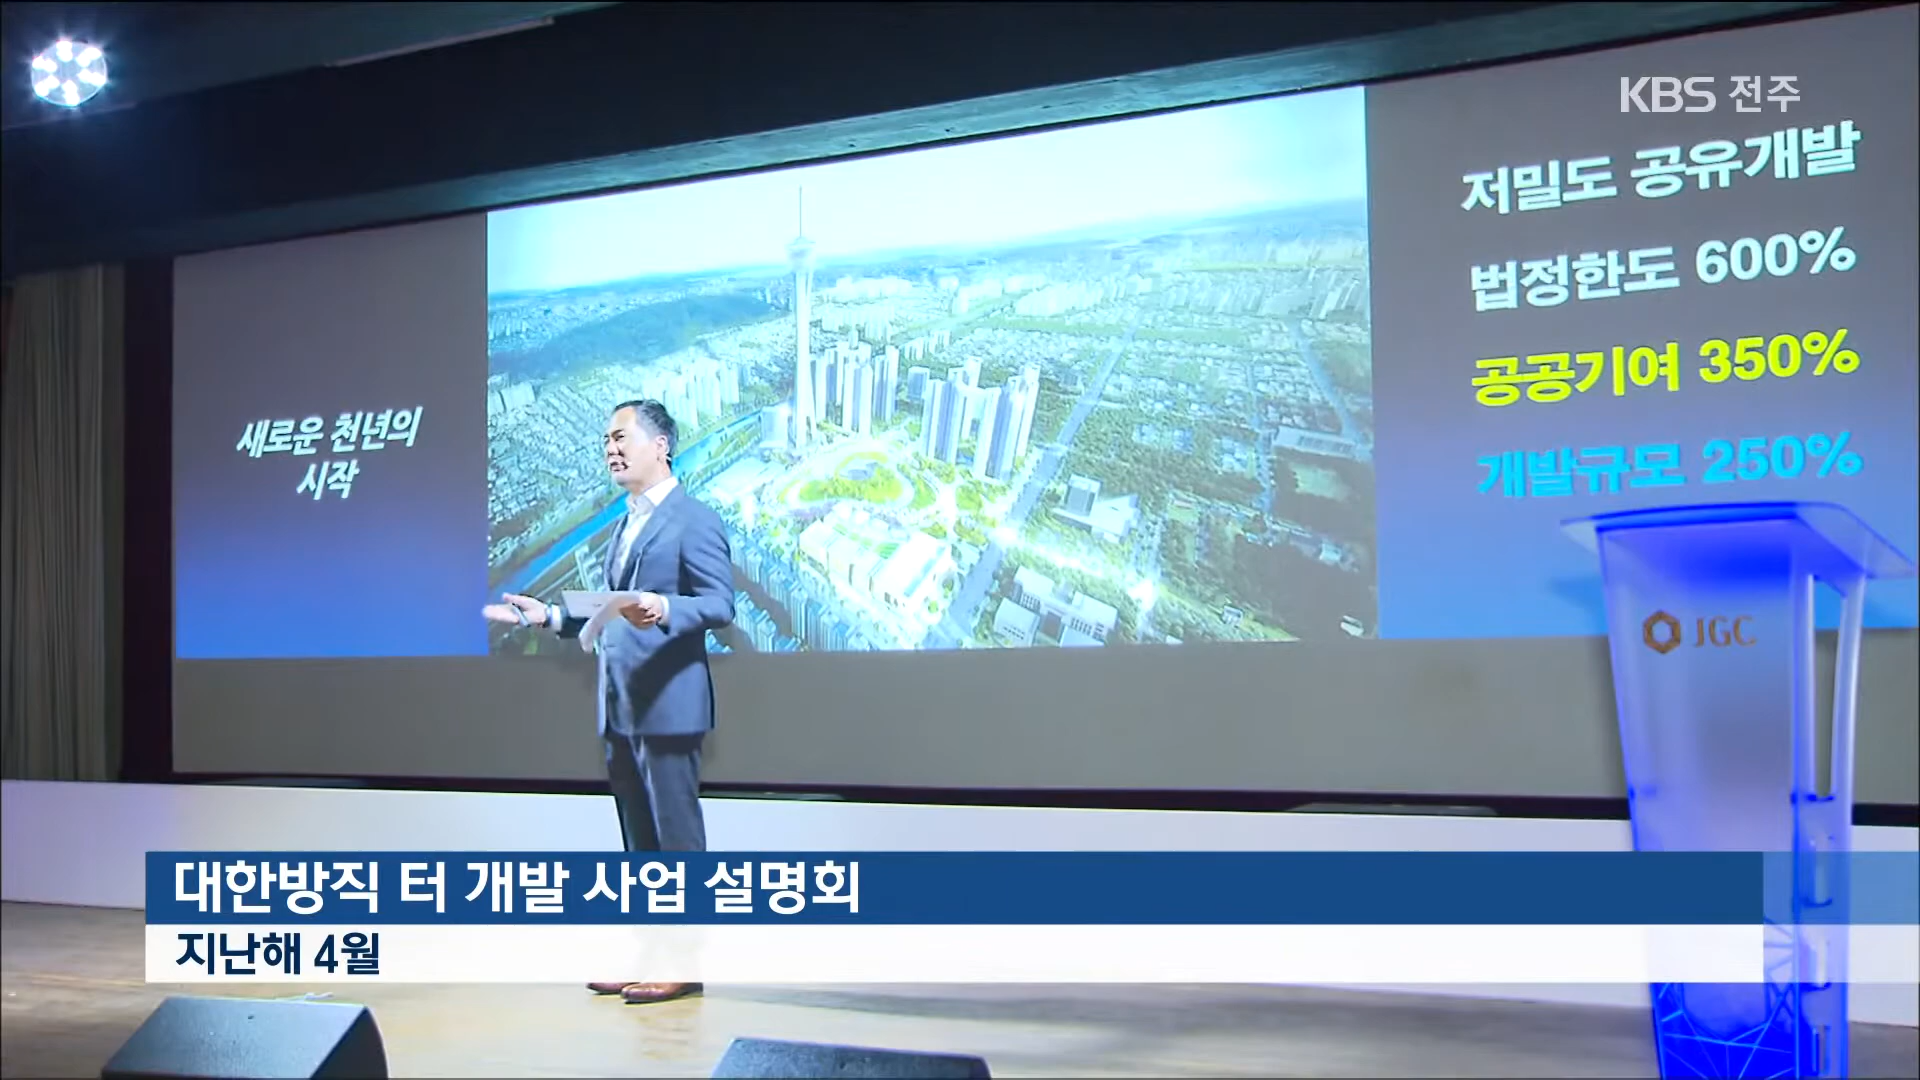 KBS 전주
저밀도 공유개발
법정한도 600%
공공기여 350%
개발규모 250%
새로운 천년의
시작
JGC
대한방직 터 개발 사업 설명회
지난해 4월